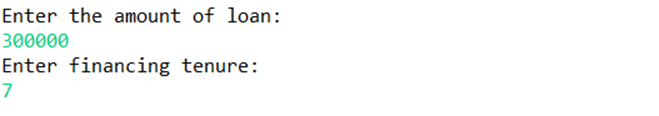 Enter the amount of loan:
300000
Enter financing tenure:
7